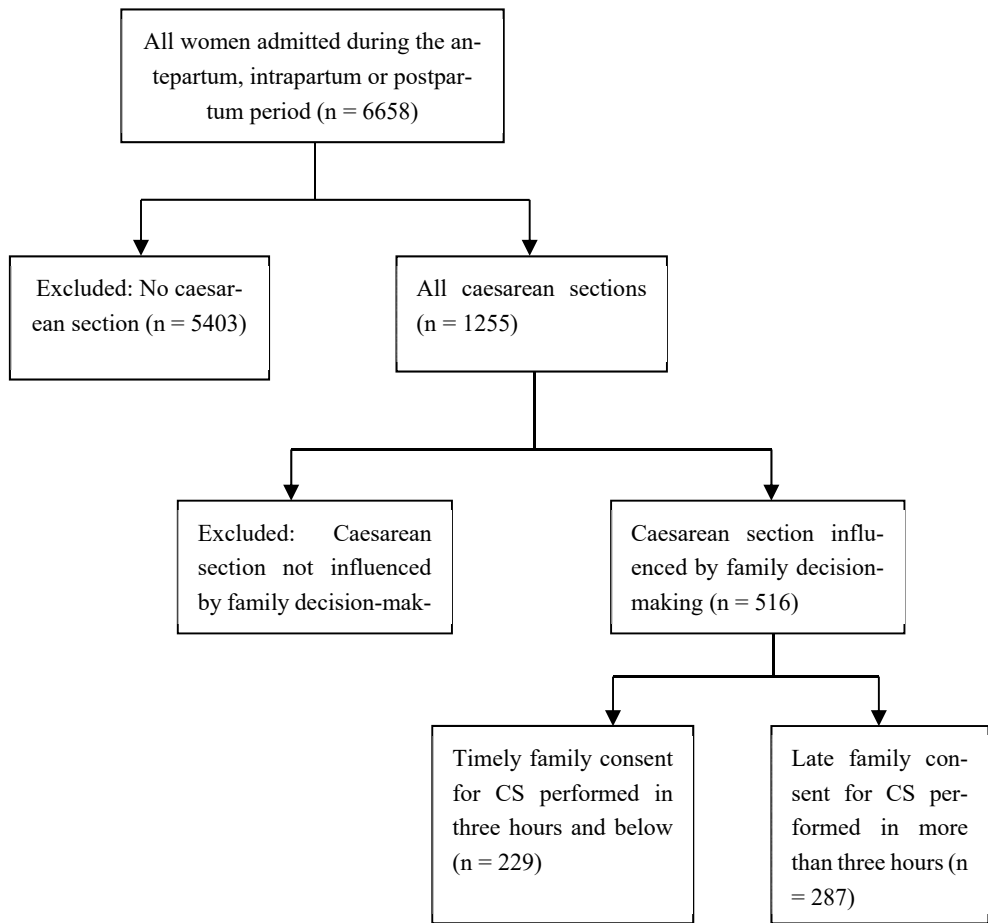 All women admitted during the an-
tepartum, intrapartum or postpar-
tum period (n = 6658)
Excluded: No caesar-
ean section (n = 5403)
All caesarean sections
(n = 1255)
Excluded: Caesarean
section not influenced
by family decision-mak-
Caesarean section influ-
enced by family decision-
making (n = 516)
Timely family consent
for CS performed in
three hours and below
(n = 229)
Late family con-
sent for CS per-
formed in more
than three hours (n
= 287)